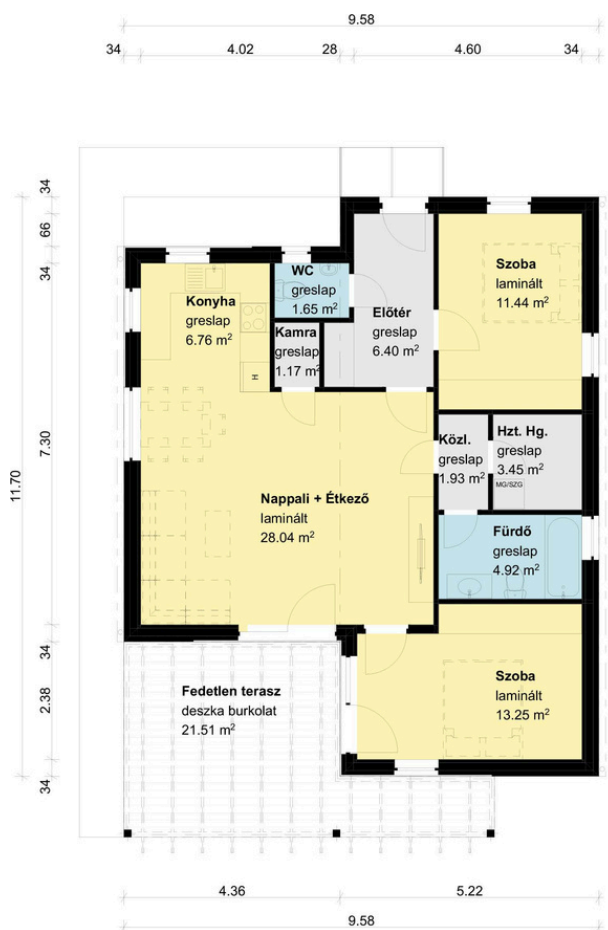 9.58
34 4.02 28 4.60 34
34
66
34
7.30
11.70
34
2.38
34
WC
greslap
1.65 m²
Konyha
greslap
6.76 m²
Előtér
greslap
6.40 m²
Szoba
laminált
11.44 m²
Kamra
greslap
1.17 m²
H
Közl.
greslap
1.93 m²
Hzt. Hg.
greslap
3.45 m²
MG/SZG
Nappali + Étkező
laminált
28.04 m²
Fürdő
greslap
4.92 m²
Szoba
laminált
13.25 m²
Fedetlen terasz
deszka burkolat
21.51 m²
4.36 5.22
9.58